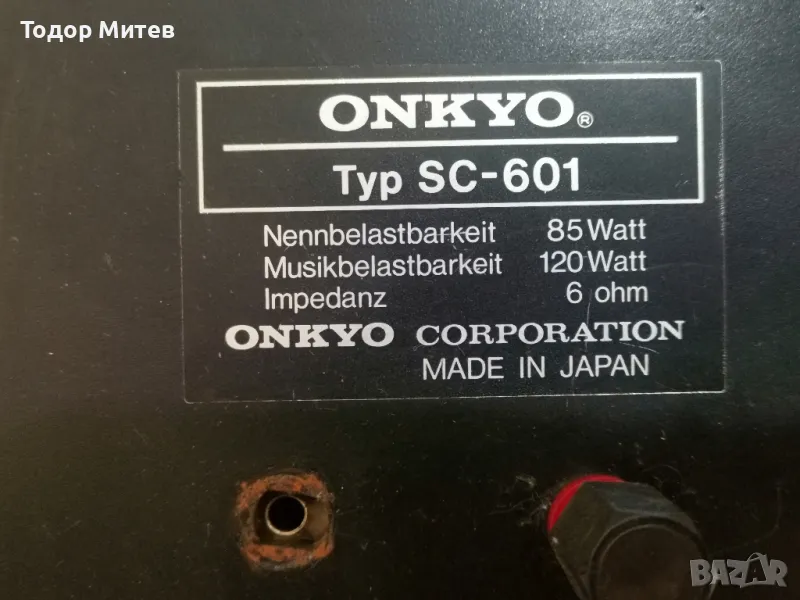 Тодор Митев
ONKYO®
Typ SC-601
Nennbelastbarkeit 85 Watt
Musikbelastbarkeit 120 Watt
Impedanz 6 ohm
ONKYO CORPORATION
MADE IN JAPAN
BAZAR